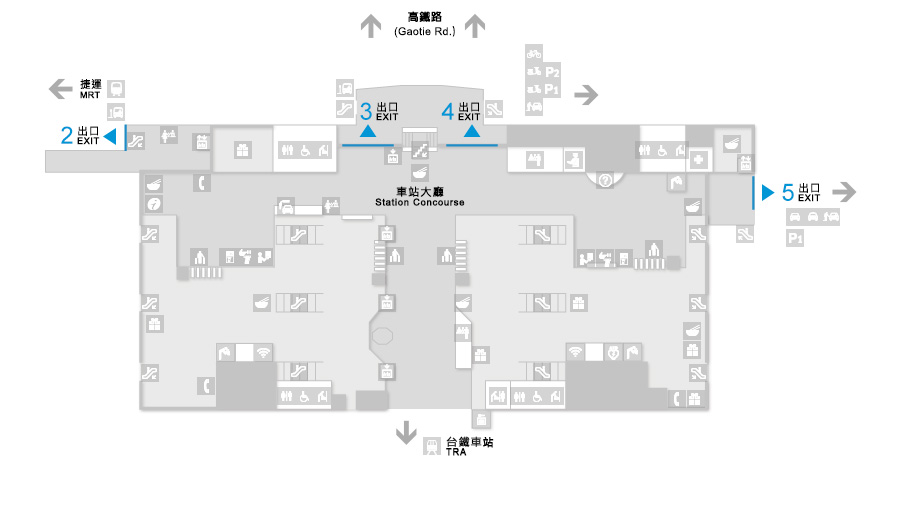 高鐵路
(Gaotie Rd.)
捷運
MRT
P2
P1
3 出口
EXIT
4 出口
EXIT
2 出口
EXIT
車站大廳
Station Concourse
5 出口
EXIT
P1
台鐵車站
TRA